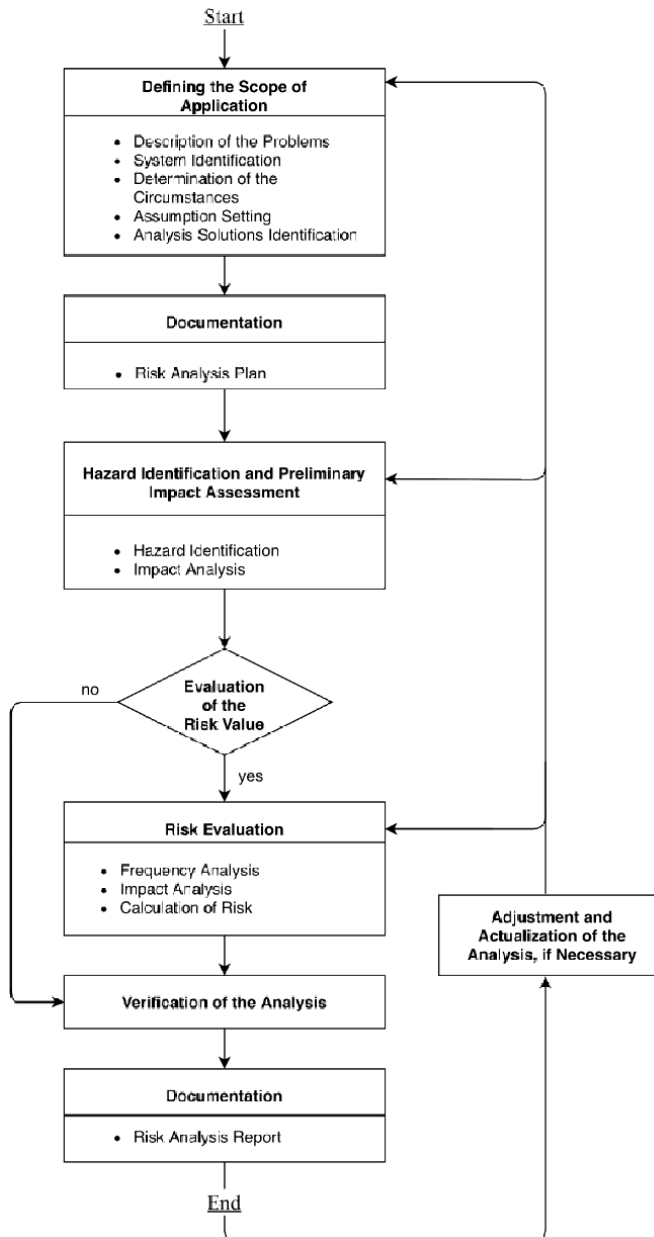 Start
Defining the Scope of
Application
• Description of the Problems
• System Identification
• Determination of the
Circumstances
• Assumption Setting
• Analysis Solutions Identification
Documentation
• Risk Analysis Plan
Hazard Identification and Preliminary
Impact Assessment
• Hazard Identification
• Impact Analysis
Evaluation
of the
Risk Value
no
yes
Risk Evaluation
• Frequency Analysis
• Impact Analysis
• Calculation of Risk
Adjustment and
Actualization of the
Analysis, if Necessary
Verification of the Analysis
Documentation
• Risk Analysis Report
End